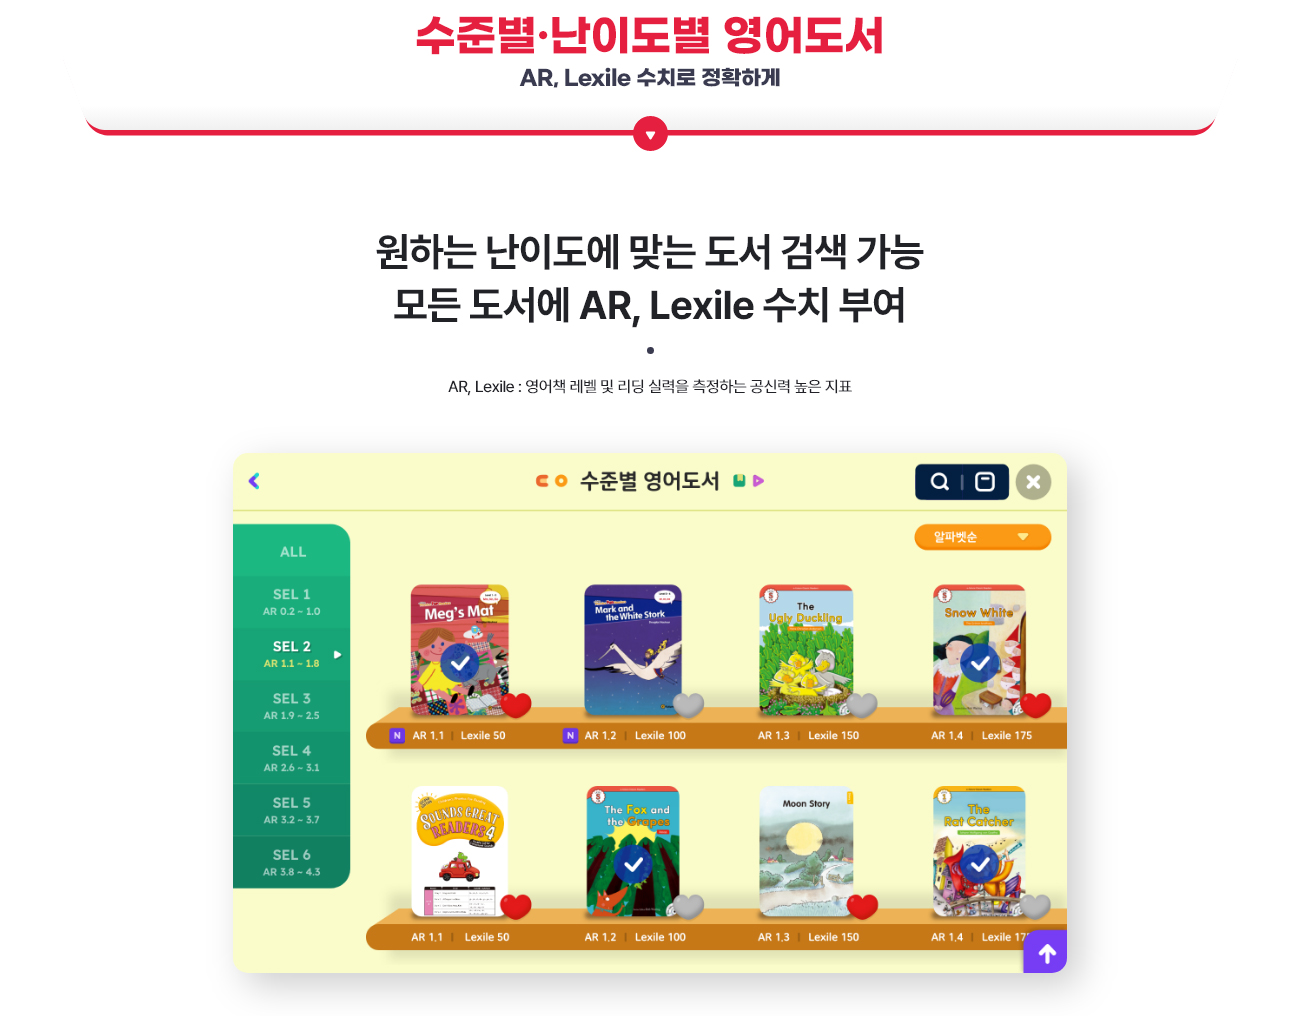 수준별·난이도별 영어도서
AR, Lexile 수치로 정확하게
원하는 난이도에 맞는 도서 검색 가능
모든 도서에 AR, Lexile 수치 부여
AR, Lexile : 영어책 레벨 및 리딩 실력을 측정하는 공신력 높은 지표
수준별 영어도서
알파벳순
ALL
SEL 1
AR 0.2 ~ 1.0
SEL 2
AR 1.1 ~ 1.8
SEL 3
AR 1.9 ~ 2.5
SEL 4
AR 2.6 ~ 3.1
SEL 5
AR 3.2 ~ 3.7
SEL 6
AR 3.8 ~ 4.3
Meg's Mat
Mark and
the White Stork
The
Ugly Duckling
Snow White
N AR 1.1 | Lexile 50
N AR 1.2 | Lexile 100
AR 1.3 | Lexile 150
AR 1.4 | Lexile 175
SOUNDS GREAT
READERS 4
The Fox and
the Grapes
Moon Story
The
Rat Catcher
AR 1.1 | Lexile 50
AR 1.2 | Lexile 100
AR 1.3 | Lexile 150
AR 1.4 | Lexile 17